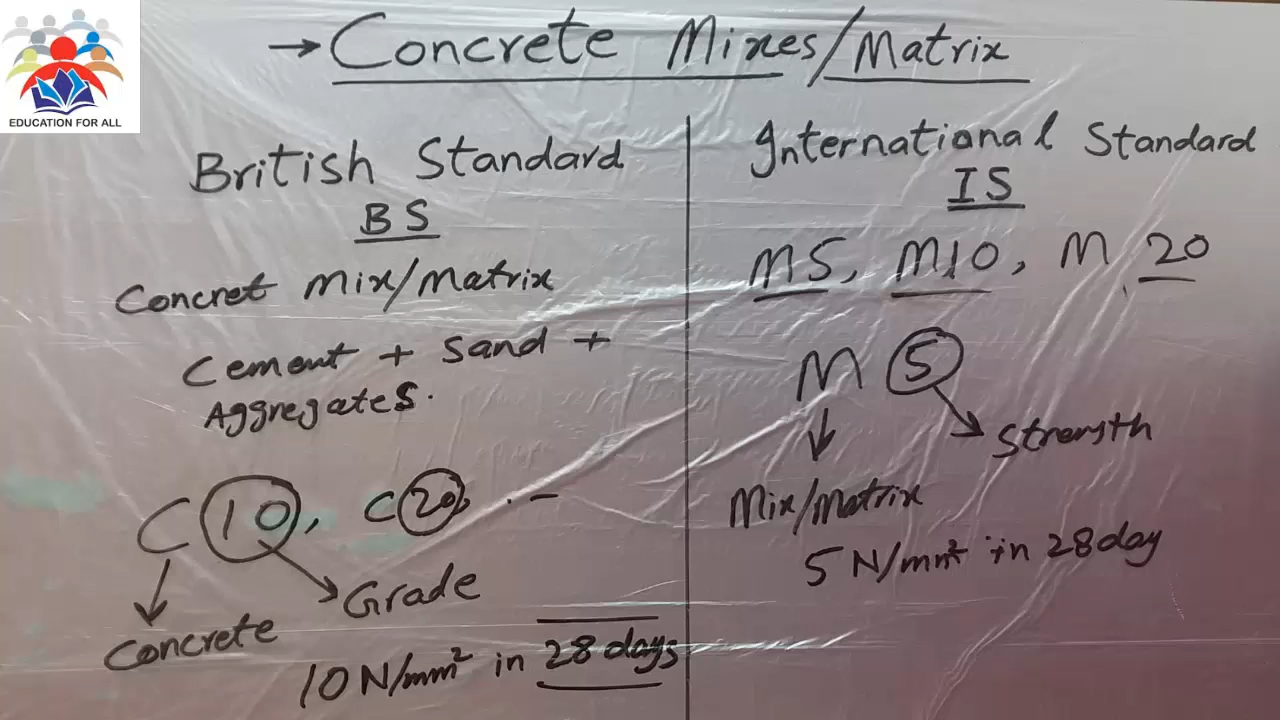 EDUCATION FOR ALL
→ Concrete Mixes/Matrix
British Standard
BS
Concret Mix/Matrix
Cement + Sand +
Aggregates.
C 10, C 20, . -
Concrete
Grade
10 N/mm² in 28 days
International Standard
IS
M5, M10, M 20
M 5
Strength
Mix/Matrix
5 N/mm² in 28 day